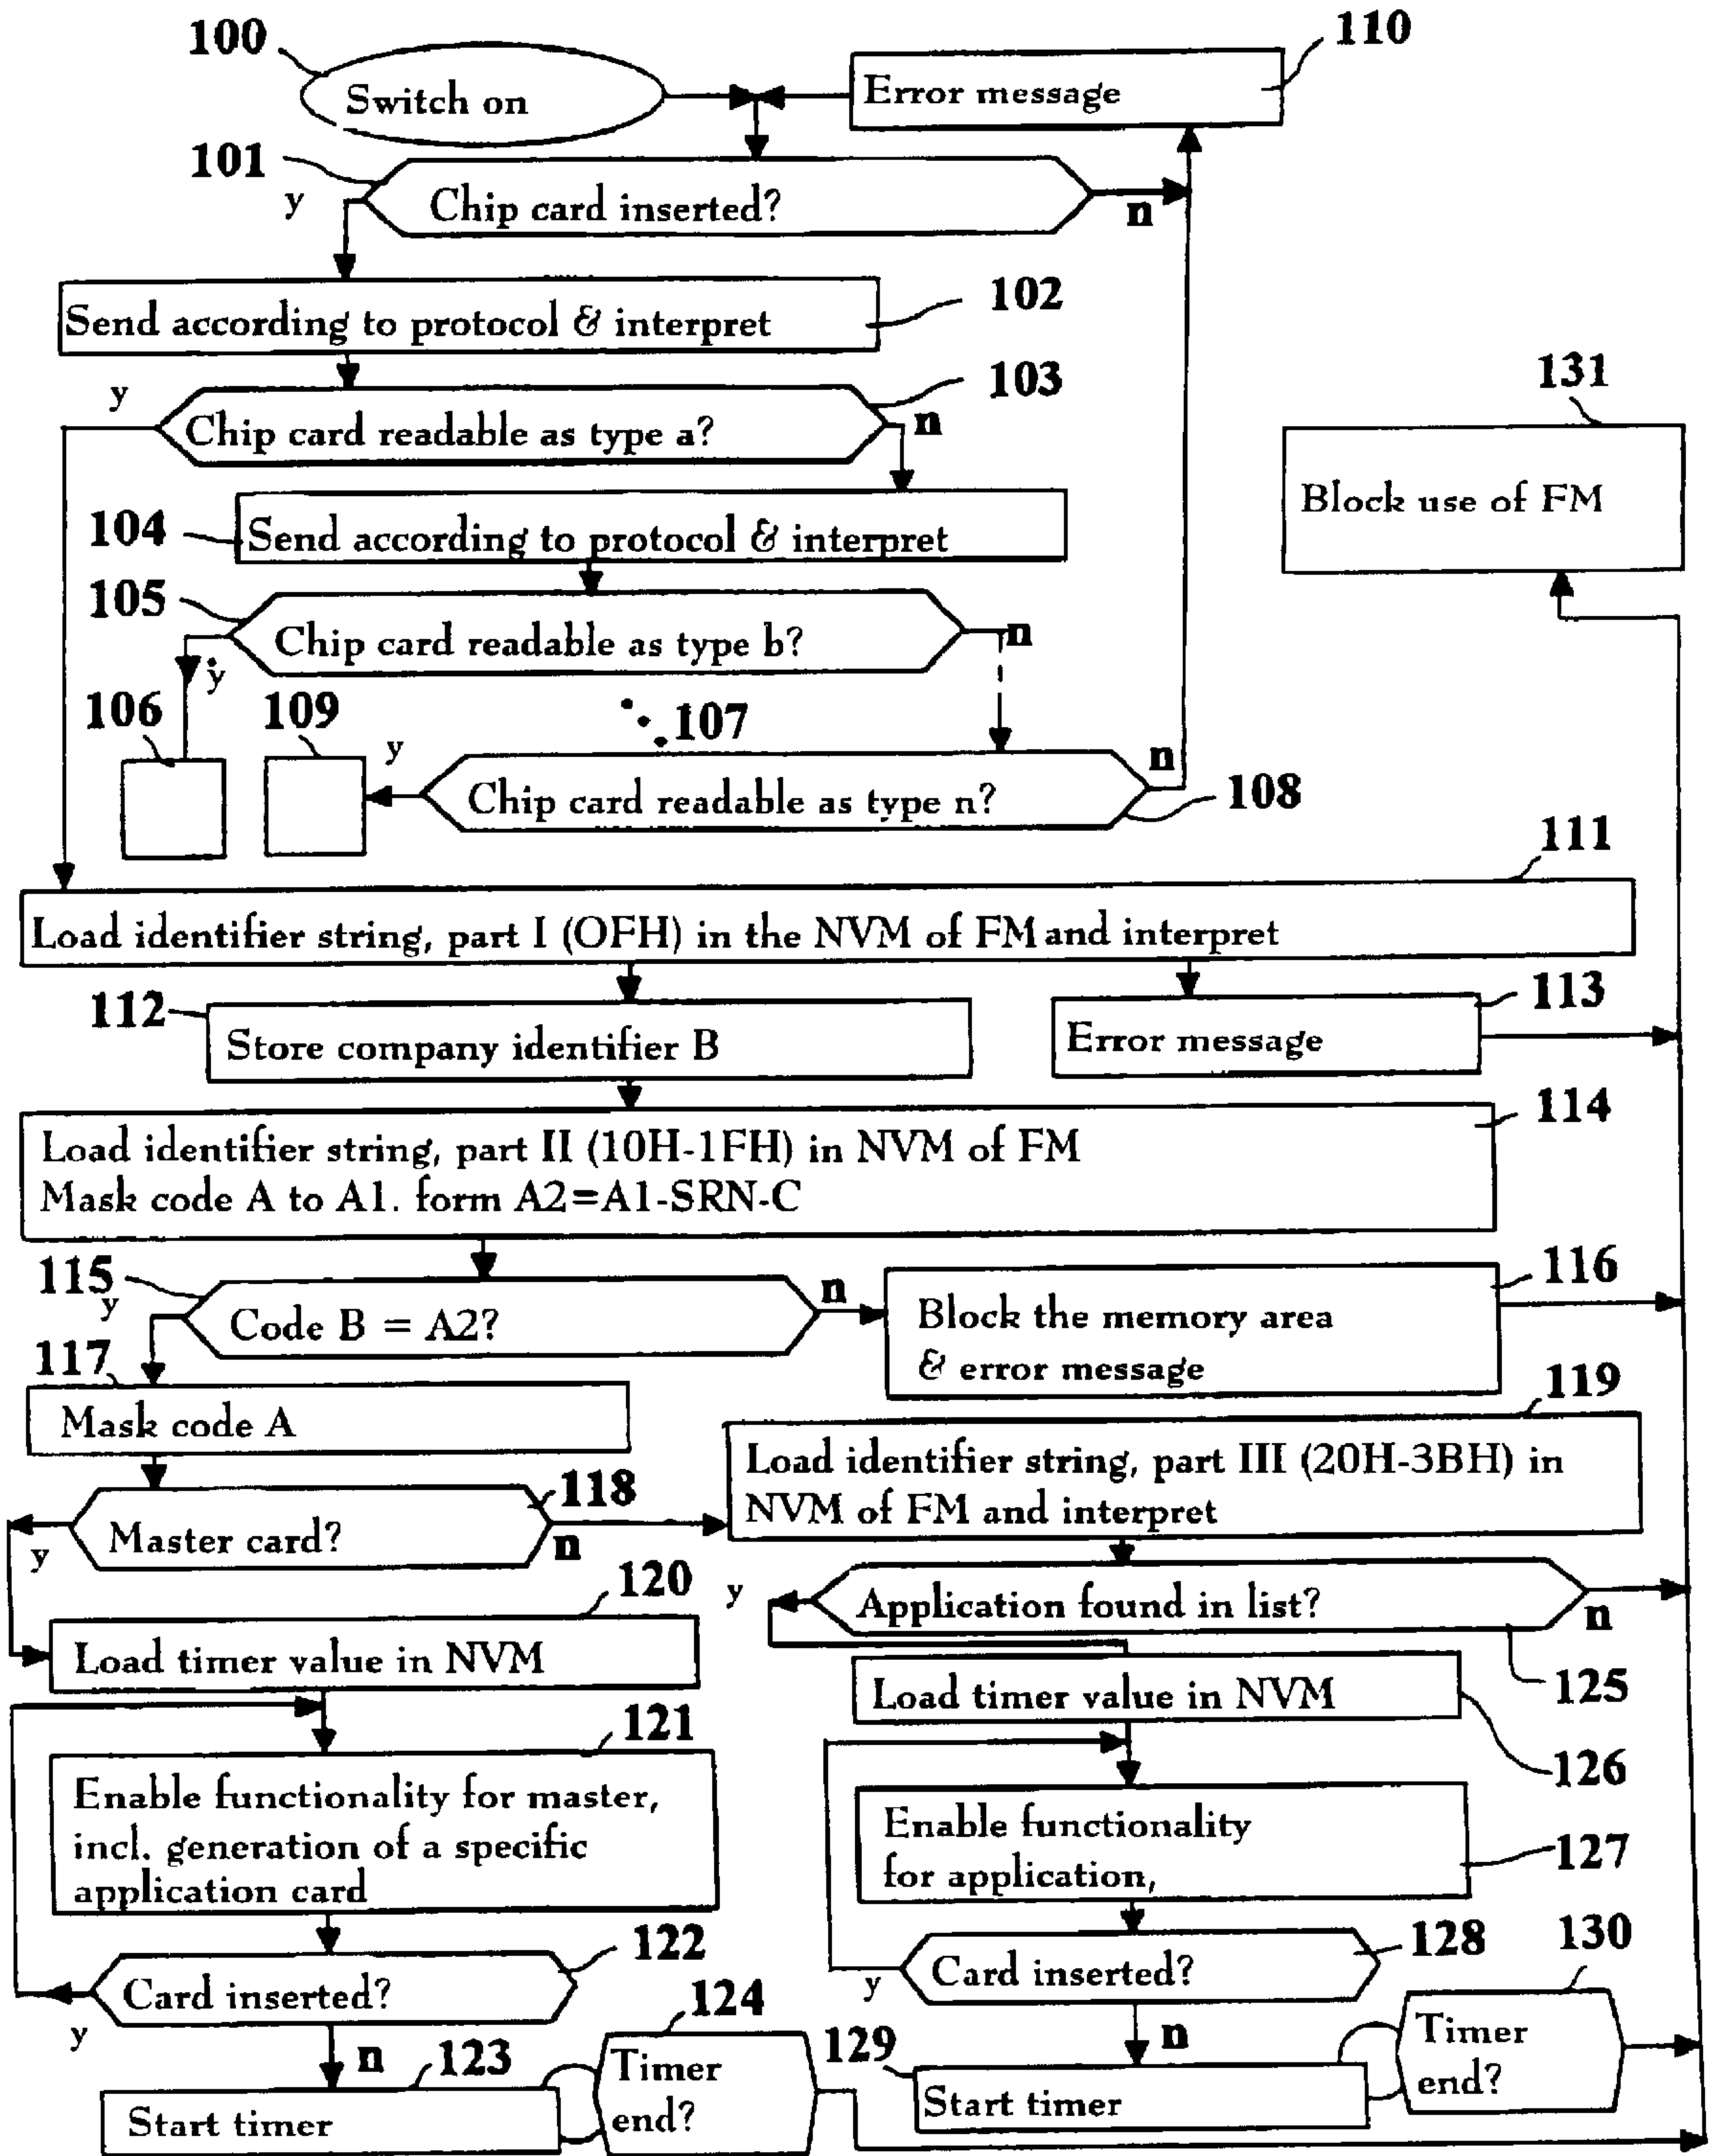 100
Switch on
Error message
110
101
y
Chip card inserted?
n
Send according to protocol & interpret
102
y
Chip card readable as type a?
n
103
131
Block use of FM
104
Send according to protocol & interpret
105
Chip card readable as type b?
n
y
106
109
107
y
Chip card readable as type n?
n
108
111
Load identifier string, part I (OFH) in the NVM of FM and interpret
112
Store company identifier B
Error message
113
114
Load identifier string, part II (10H-1FH) in NVM of FM
Mask code A to A1. form A2=A1-SRN-C
115
y
Code B = A2?
n
Block the memory area
& error message
116
117
Mask code A
119
Load identifier string, part III (20H-3BH) in
NVM of FM and interpret
118
Master card?
y
n
y
Application found in list?
n
125
120
Load timer value in NVM
Load timer value in NVM
126
121
Enable functionality for master,
incl. generation of a specific
application card
Enable functionality
for application,
127
122
Card inserted?
y
n
128
Card inserted?
y
n
123
Start timer
124
Timer
end?
129
Start timer
130
Timer
end?